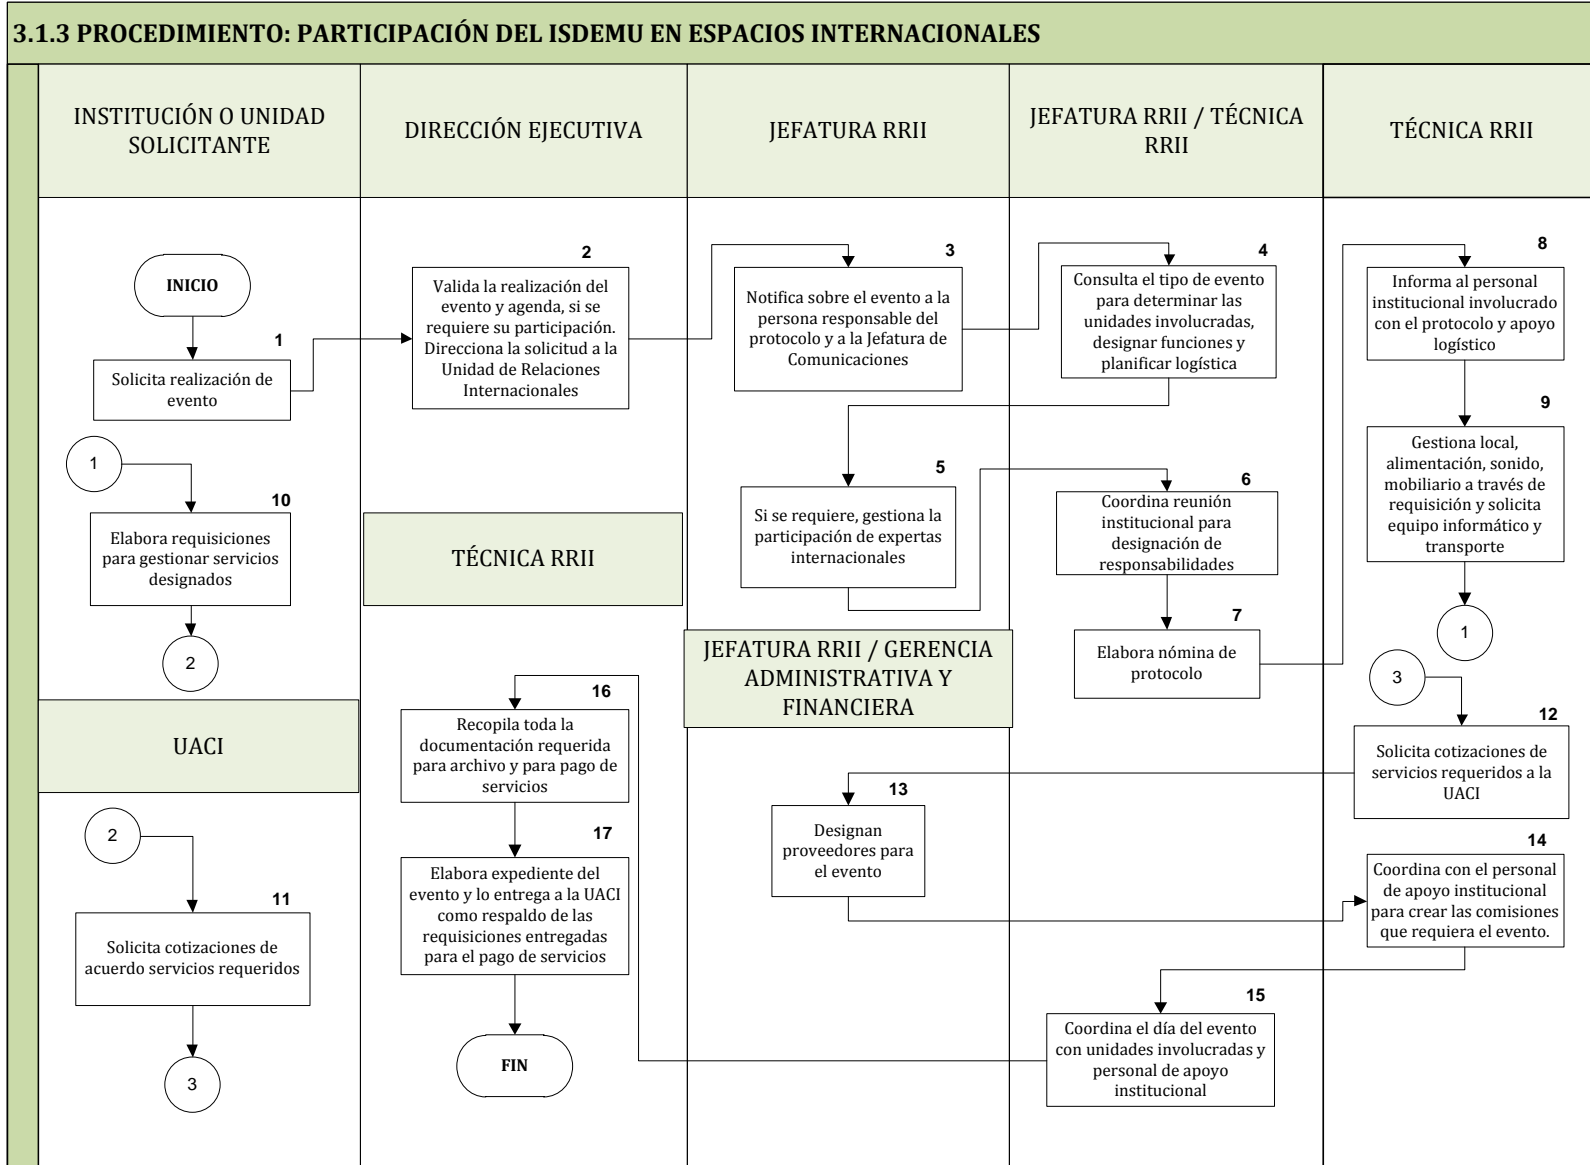 3.1.3 PROCEDIMIENTO: PARTICIPACIÓN DEL ISDEMU EN ESPACIOS INTERNACIONALES
INSTITUCIÓN O UNIDAD
SOLICITANTE
DIRECCIÓN EJECUTIVA
JEFATURA RRII
JEFATURA RRII / TÉCNICA
RRII
TÉCNICA RRII
INICIO
1
Solicita realización de
evento
2
Valida la realización del
evento y agenda, si se
requiere su participación.
Direcciona la solicitud a la
Unidad de Relaciones
Internacionales
3
Notifica sobre el evento a la
persona responsable del
protocolo y a la Jefatura de
Comunicaciones
4
Consulta el tipo de evento
para determinar las
unidades involucradas,
designar funciones y
planificar logística
5
Si se requiere, gestiona la
participación de expertas
internacionales
6
Coordina reunión
institucional para
designación de
responsabilidades
7
Elabora nómina de
protocolo
8
Informa al personal
institucional involucrado
con el protocolo y apoyo
logístico
9
Gestiona local,
alimentación, sonido,
mobiliario a través de
requisición y solicita
equipo informático y
transporte
1
1
10
Elabora requisiciones
para gestionar servicios
designados
2
UACI
2
11
Solicita cotizaciones de
acuerdo servicios requeridos
3
3
12
Solicita cotizaciones de
servicios requeridos a la
UACI
JEFATURA RRII / GERENCIA
ADMINISTRATIVA Y
FINANCIERA
13
Designan
proveedores para
el evento
14
Coordina con el personal
de apoyo institucional
para crear las comisiones
que requiera el evento.
15
Coordina el día del evento
con unidades involucradas y
personal de apoyo
institucional
TÉCNICA RRII
16
Recopila toda la
documentación requerida
para archivo y para pago de
servicios
17
Elabora expediente del
evento y lo entrega a la UACI
como respaldo de las
requisiciones entregadas
para el pago de servicios
FIN